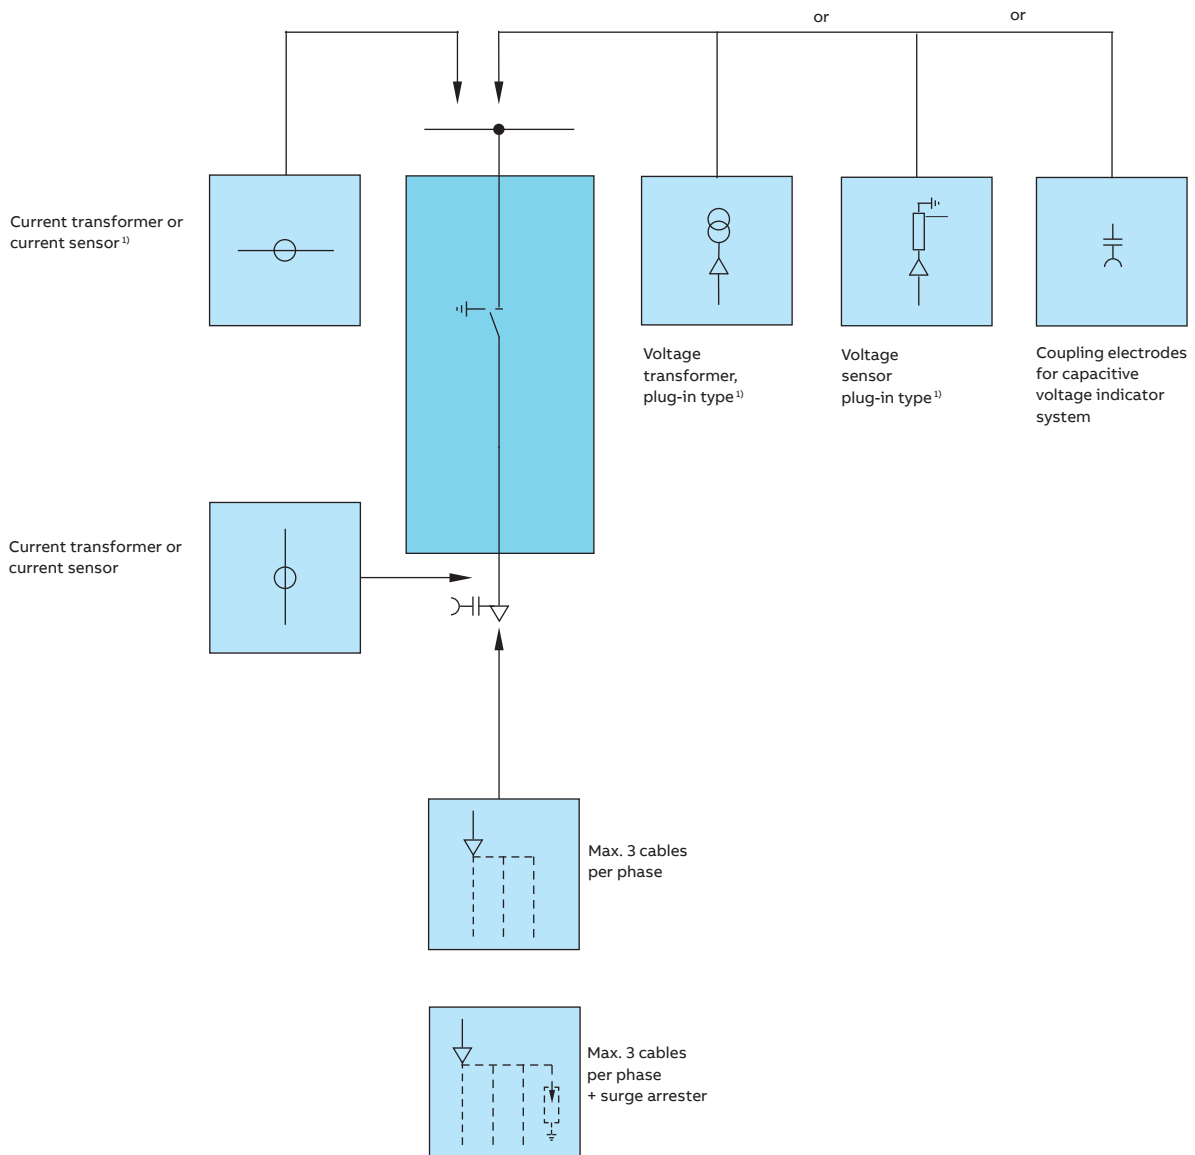 or
or
Current transformer or
current sensor 1)
Voltage
transformer,
plug-in type 1)
Voltage
sensor
plug-in type 1)
Coupling electrodes
for capacitive
voltage indicator
system
Current transformer or
current sensor
Max. 3 cables
per phase
Max. 3 cables
per phase
+ surge arrester